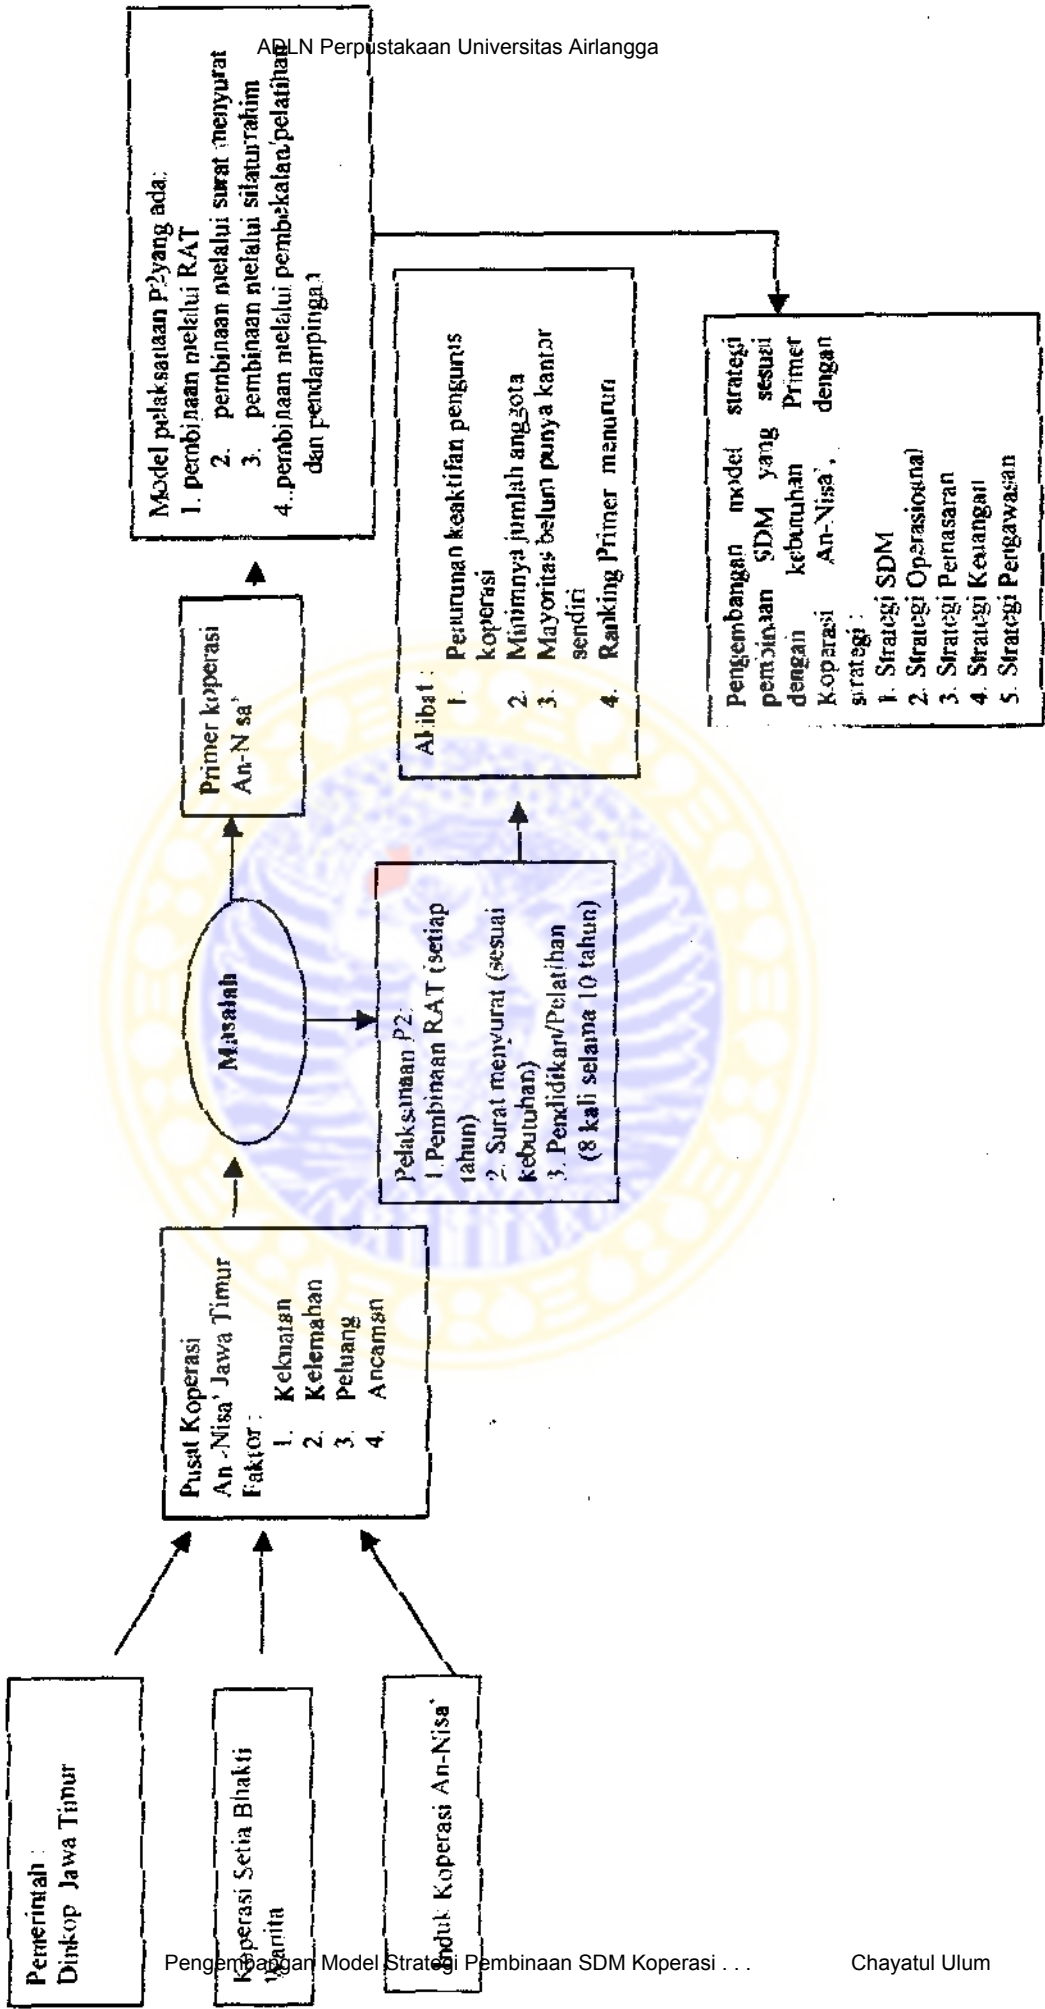 ADLN Perpustakaan Universitas Airlangga
Pemerintah :
Dinkop Jawa Timur
Koperasi Setia Bhakti
Wanita
Induk Koperasi An-Nisa'
Pusat Koperasi
An -Nisa' Jawa Timur
Faktor :
1. Kekuatan
2. Kelemahan
3. Peluang
4. Ancaman
Masalah
Pelaksanaan P2:
1.Pembinaan RAT (setiap
tahun)
2. Surat menyurat (sesuai
kebutuhan)
3. Pendidikan/Pelatihan
(8 kali selama 10 tahun)
Primer koperasi
An-Nisa'
Akibat :
1. Penurunan keaktifan pengurus
koperasi
2. Minimnya jumlah anggota
3. Mayoritas belum punya kantor
sendiri
4. Ranking Primer menurun
Model pelaksanaan P2yang ada:
1. pembinaan melalui RAT
2. pembinaan melalui surat menyurat
3. pembinaan melalui silaturrahim
4..pembinaan melalui pembekalan/pelatihan
dan pendampingan
Pengembangan model strategi
pembinaan SDM yang sesuai
dengan kebutuhan Primer
Koparasi An-Nisa', dengan
strategi :
1. Strategi SDM
2. Strategi Operasional
3. Strategi Pemasaran
4. Strategi Keuangan
5. Strategi Pengawasan
Pengembangan Model Strategi Pembinaan SDM Koperasi . . .
Chayatul Ulum